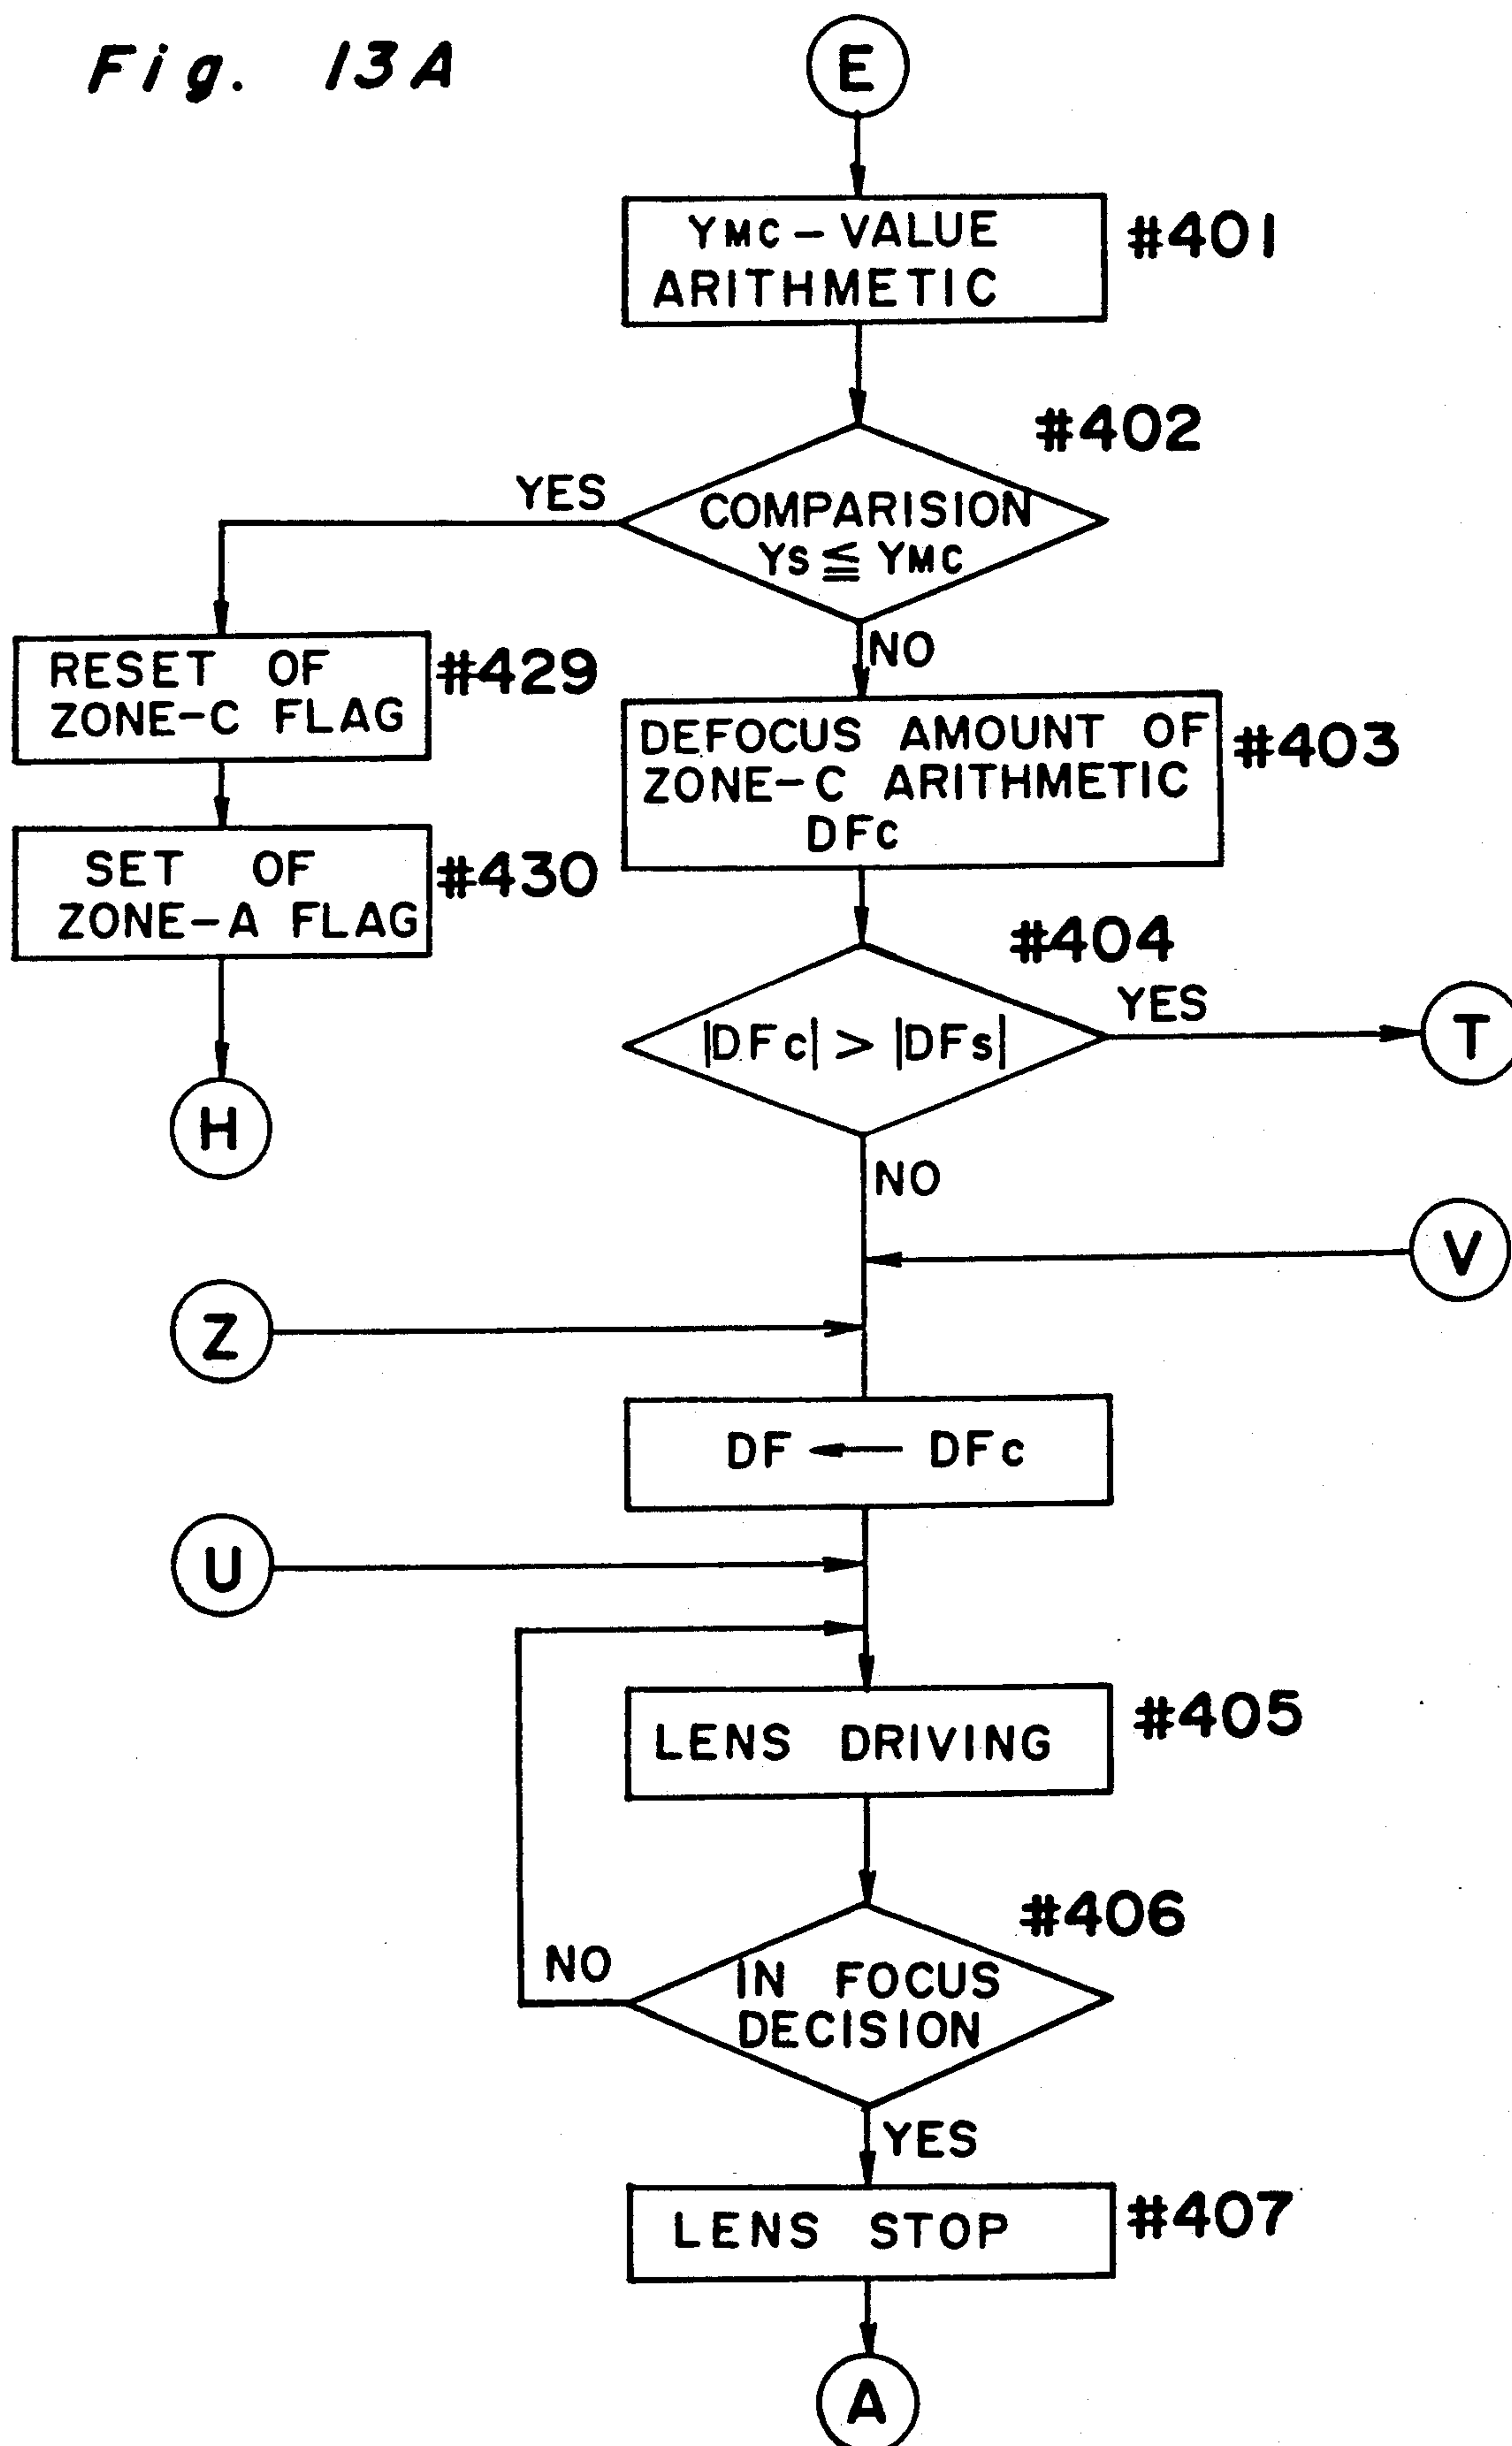 Fig. 13A
E
YMC-VALUE
ARITHMETIC
#401
#402
YES
COMPARISION
YS ≦ YMC
NO
RESET OF
ZONE-C FLAG
#429
DEFOCUS AMOUNT OF
ZONE-C ARITHMETIC
DFc
#403
SET OF
ZONE-A FLAG
#430
#404
|DFc| > |DFs|
YES
T
H
NO
V
Z
DF ← DFc
U
LENS DRIVING
#405
#406
NO
IN FOCUS
DECISION
YES
LENS STOP
#407
A